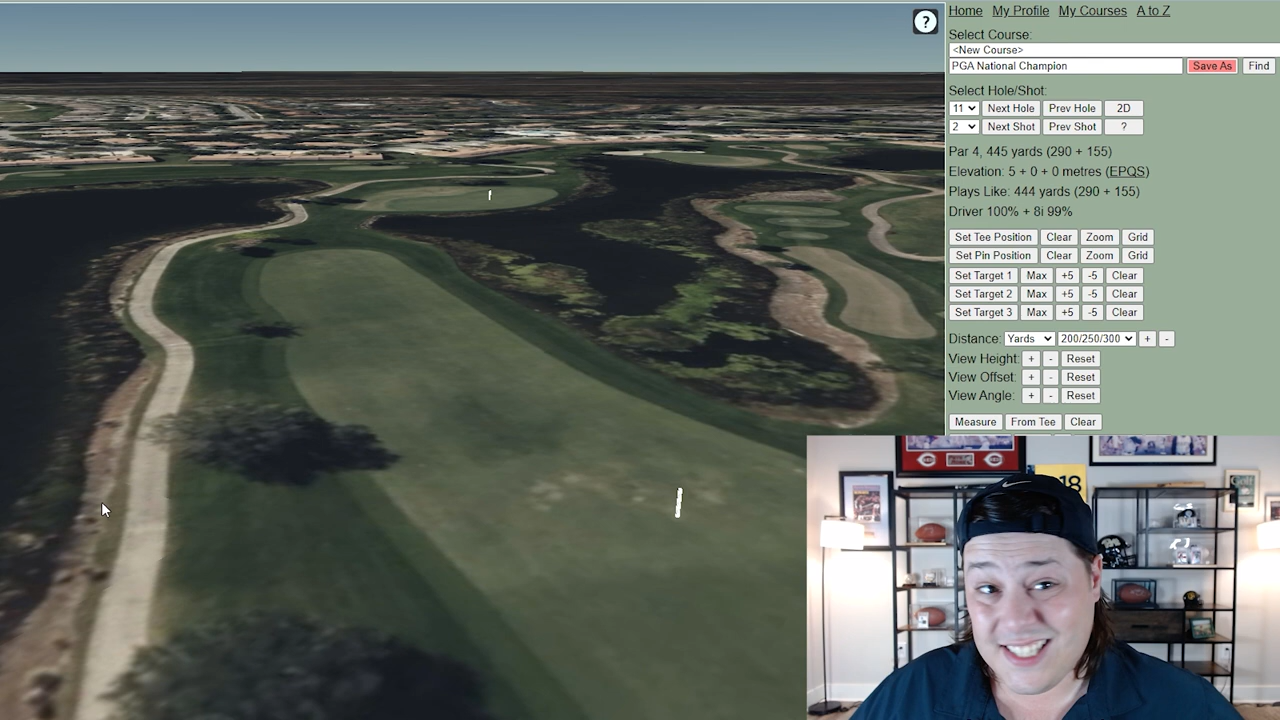 ?
Home My Profile My Courses A to Z
Select Course:
<New Course>
PGA National Champion Save As Find
Select Hole/Shot:
11 Next Hole Prev Hole 2D
2 Next Shot Prev Shot ?
Par 4, 445 yards (290 + 155)
Elevation: 5 + 0 + 0 metres (EPQS)
Plays Like: 444 yards (290 + 155)
Driver 100% + 8i 99%
Set Tee Position Clear Zoom Grid
Set Pin Position Clear Zoom Grid
Set Target 1 Max +5 -5 Clear
Set Target 2 Max +5 -5 Clear
Set Target 3 Max +5 -5 Clear
Distance: Yards 200/250/300 + -
View Height: + - Reset
View Offset: + - Reset
View Angle: + - Reset
Measure From Tee Clear
18
Golf